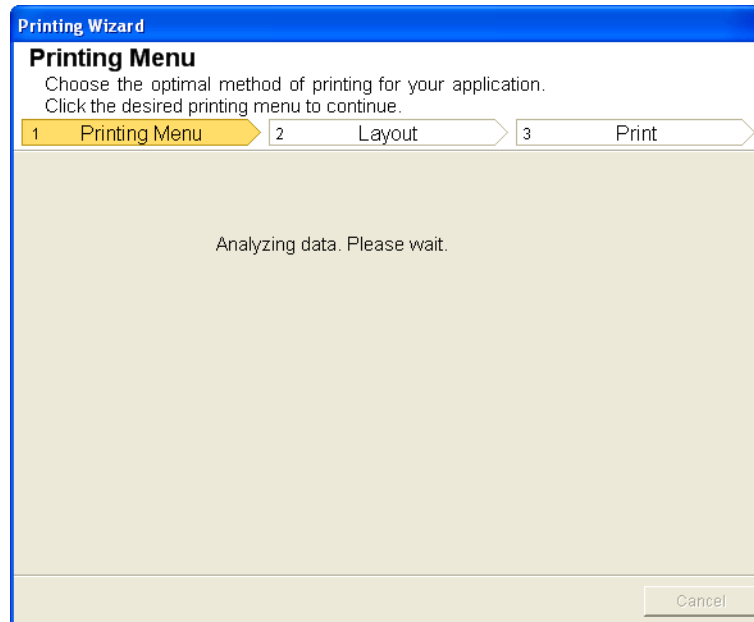 Printing Wizard
Printing Menu
Choose the optimal method of printing for your application.
Click the desired printing menu to continue.
1 Printing Menu 2 Layout 3 Print
Analyzing data. Please wait.
Cancel